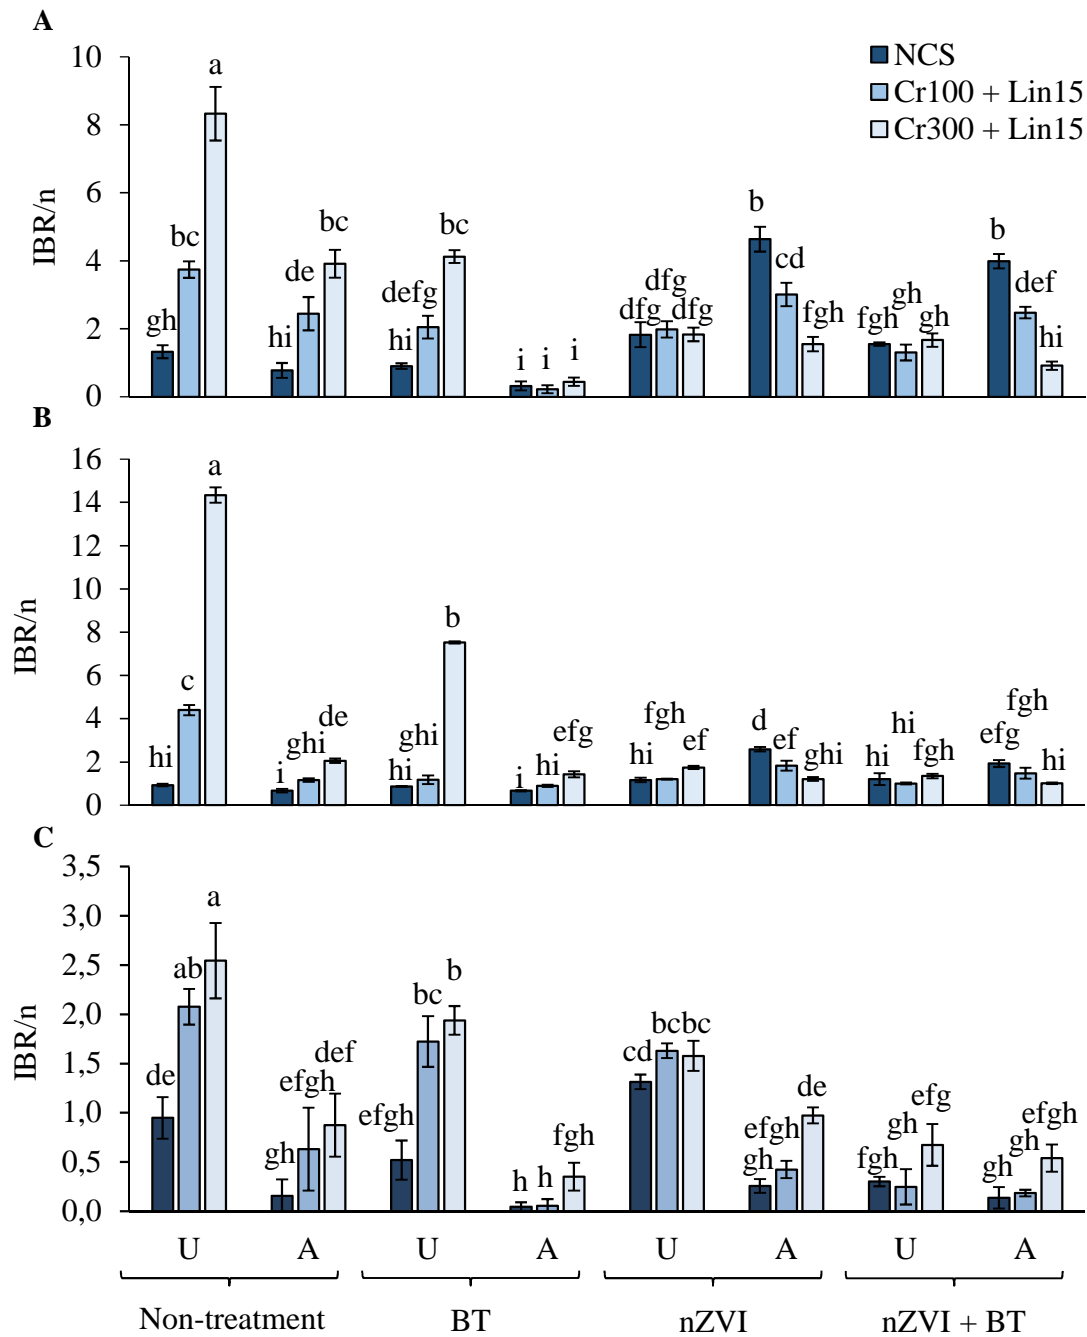 A
NCS
Cr100 + Lin15
Cr300 + Lin15
IBR/n
10
8
6
4
2
0
gh bc a hi de bc hi defg bc i i i dfg dfg dfg b cd fgh fgh gh gh b def hi
B
IBR/n
16
14
12
10
8
6
4
2
0
hi c a i ghi de hi ghi b i hi efg hi fgh ef d ef ghi hi hi fgh efg fgh hi
C
IBR/n
3,5
3,0
2,5
2,0
1,5
1,0
0,5
0,0
de ab a gh efgh def efgh bc b h h fgh cd bc bc gh efgh de fgh gh efg gh gh efgh
U A U A U A U A
Non-treatment BT nZVI nZVI + BT